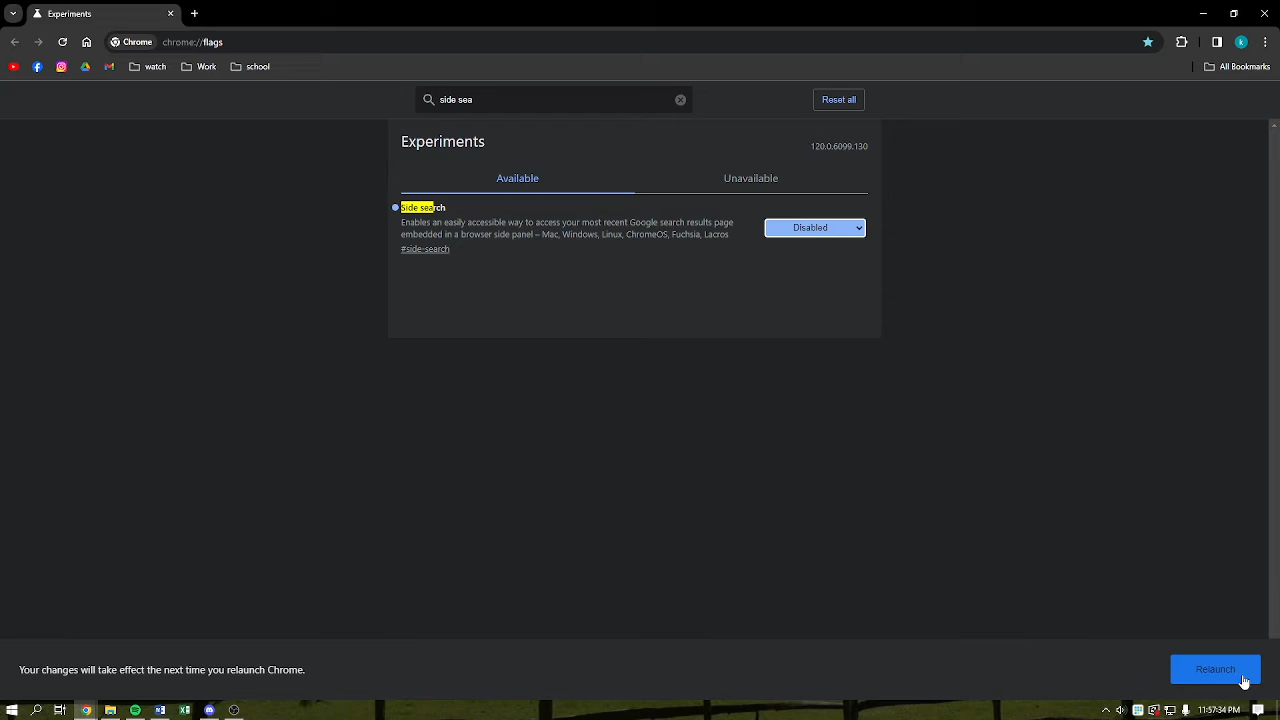 Experiments
Chrome
chrome://flags
k
watch
Work
school
All Bookmarks
side sea
Reset all
Experiments
120.0.6099.130
Available
Unavailable
Side search
Enables an easily accessible way to access your most recent Google search results page
embedded in a browser side panel – Mac, Windows, Linux, ChromeOS, Fuchsia, Lacros
#side-search
Disabled
Your changes will take effect the next time you relaunch Chrome.
Relaunch
11:57:34 PM